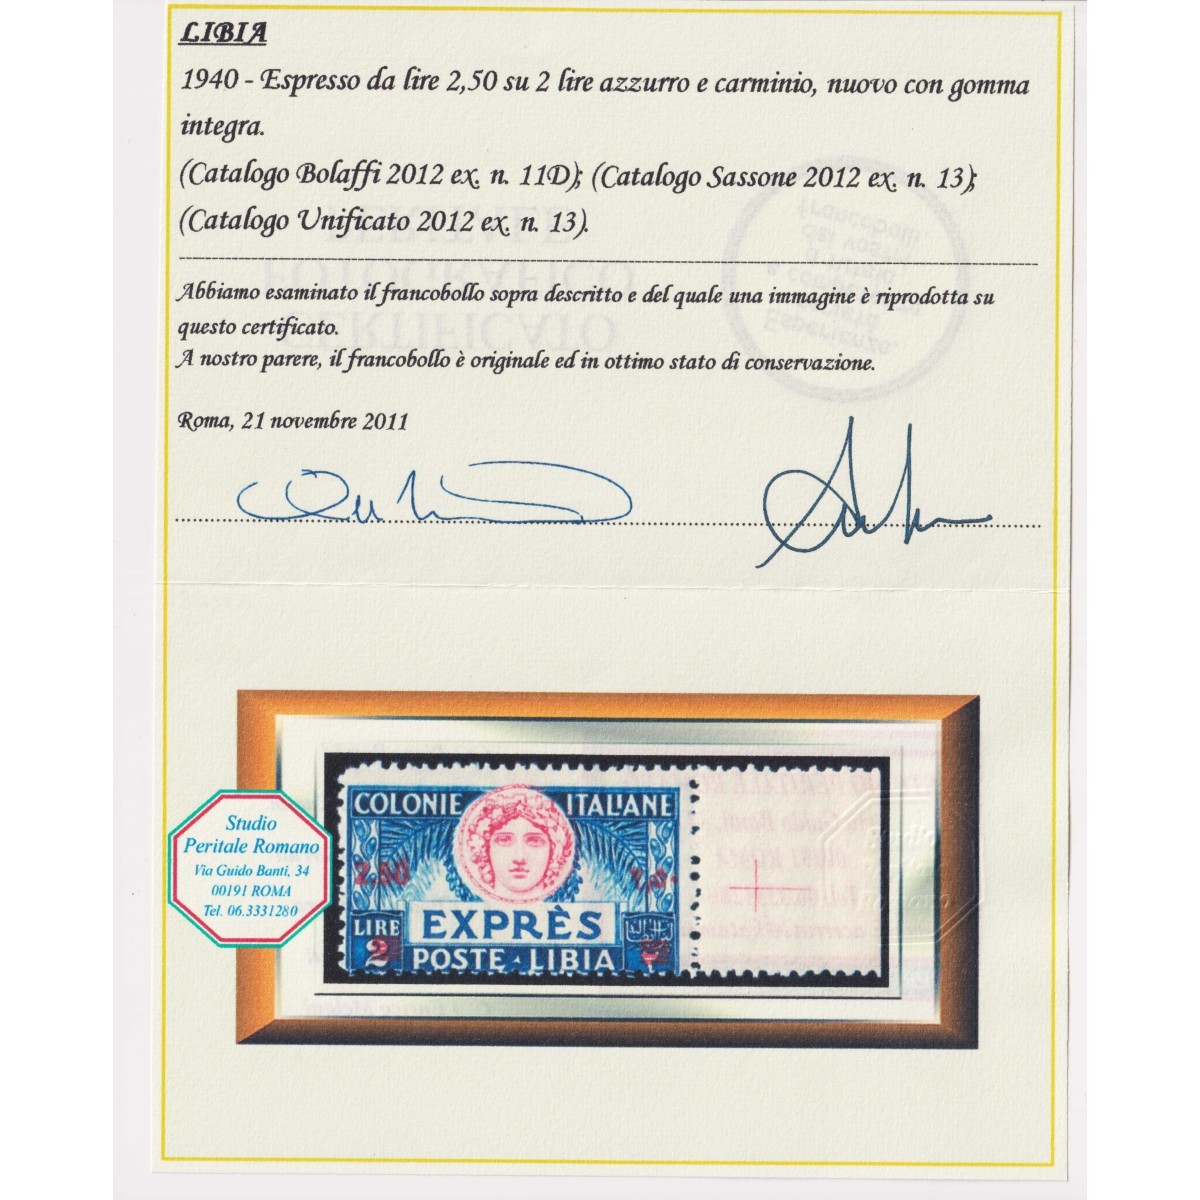 LIBIA
1940 - Espresso da lire 2,50 su 2 lire azzurro e carminio, nuovo con gomma
integra.
(Catalogo Bolaffi 2012 ex. n. 11D); (Catalogo Sassone 2012 ex. n. 13);
(Catalogo Unificato 2012 ex. n. 13).
Abbiamo esaminato il francobollo sopra descritto e del quale una immagine è riprodotta su
questo certificato.
A nostro parere, il francobollo è originale ed in ottimo stato di conservazione.
Roma, 21 novembre 2011
Studio
Peritale Romano
Via Guido Banti, 34
00191 ROMA
Tel. 06.3331280
COLONIE ITALIANE
2.50
EXPRÈS
LIRE
2
POSTE - LIBIA